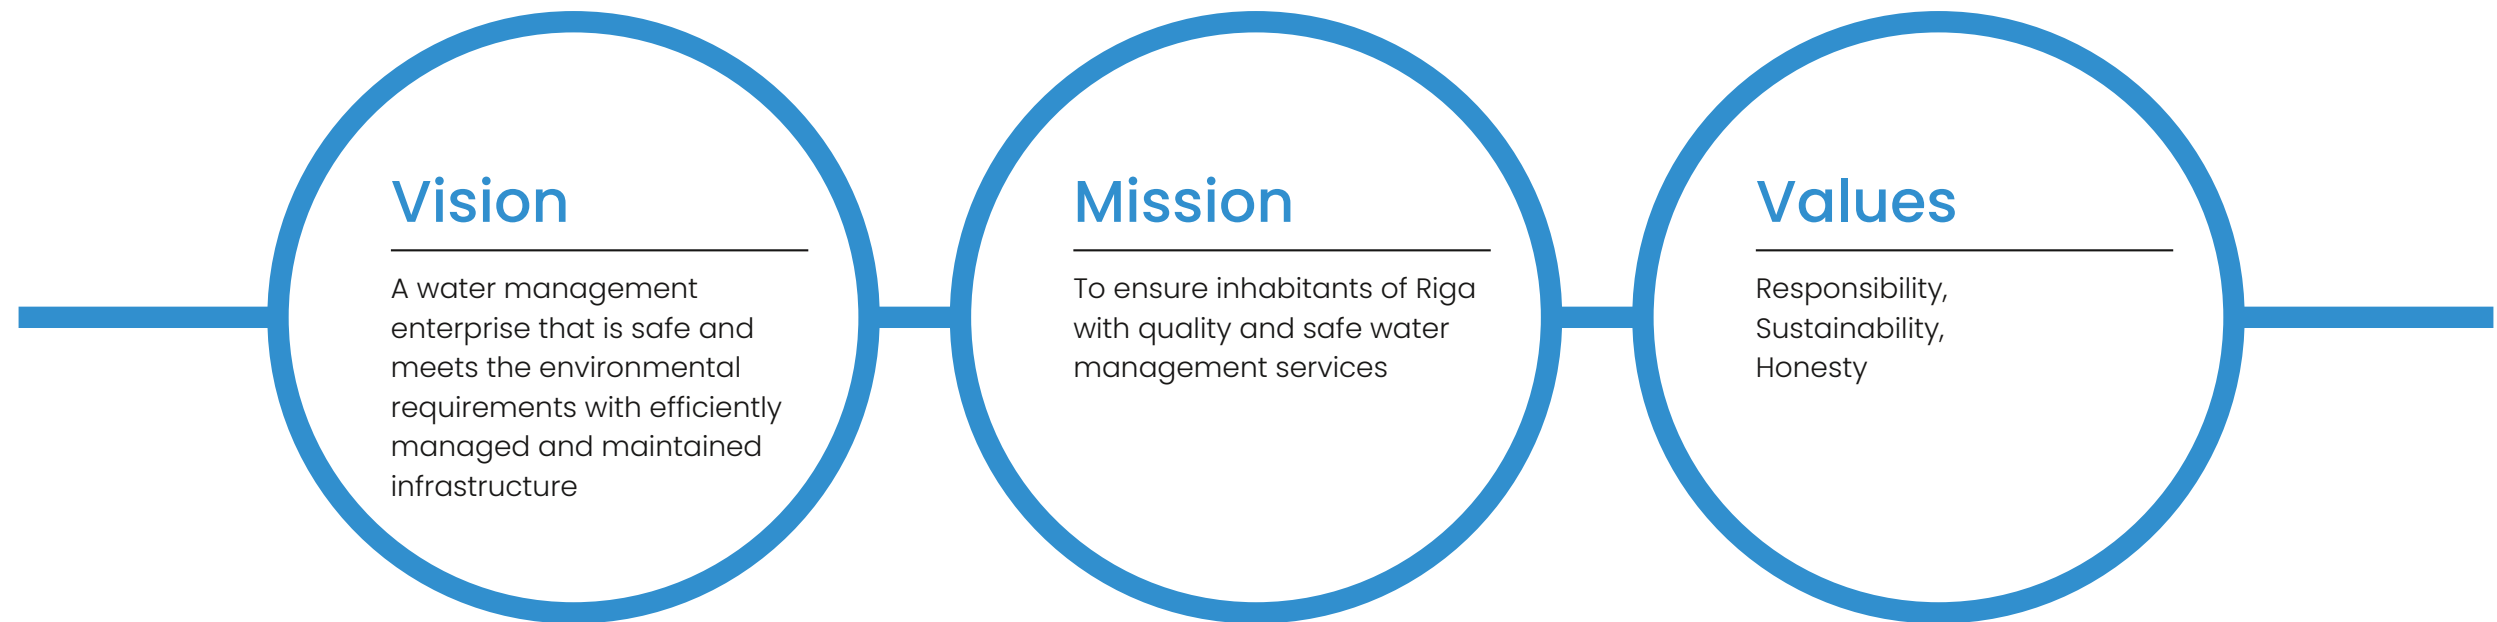 Vision
A water management
enterprise that is safe and
meets the environmental
requirements with efficiently
managed and maintained
infrastructure
Mission
To ensure inhabitants of Riga
with quality and safe water
management services
Values
Responsibility,
Sustainability,
Honesty